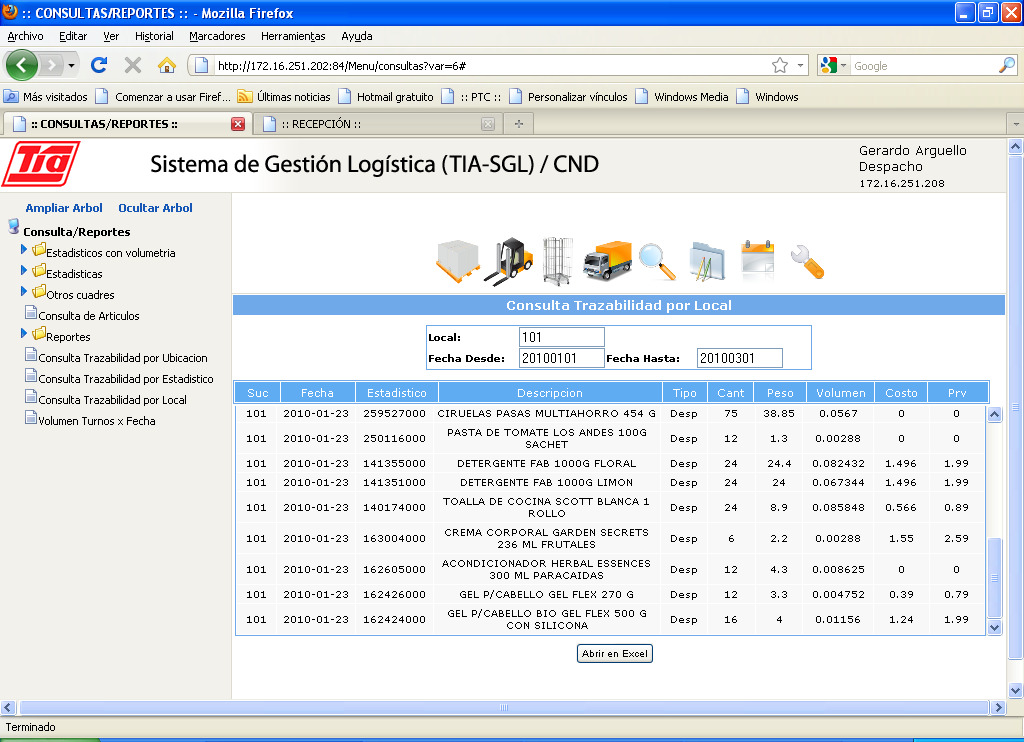 :: CONSULTAS/REPORTES :: - Mozilla Firefox
Archivo Editar Ver Historial Marcadores Herramientas Ayuda
http://172.16.251.202:84/Menu/consultas?var=6# Google
Más visitados Comenzar a usar Firef... Últimas noticias Hotmail gratuito :: PTC :: Personalizar vínculos Windows Media Windows
:: CONSULTAS/REPORTES :: :: RECEPCIÓN ::
Tia Sistema de Gestión Logística (TIA-SGL) / CND
Gerardo Arguello
Despacho
172.16.251.208
Ampliar Arbol Ocultar Arbol
Consulta/Reportes
Estadisticos con volumetria
Estadisticas
Otros cuadres
Consulta de Articulos
Reportes
Consulta Trazabilidad por Ubicacion
Consulta Trazabilidad por Estadistico
Consulta Trazabilidad por Local
Volumen Turnos x Fecha
Consulta Trazabilidad por Local
Local: 101
Fecha Desde: 20100101 Fecha Hasta: 20100301
Suc Fecha Estadistico Descripcion Tipo Cant Peso Volumen Costo Prv
101 2010-01-23 259527000 CIRUELAS PASAS MULTIAHORRO 454 G Desp 75 38.85 0.0567 0 0
101 2010-01-23 250116000 PASTA DE TOMATE LOS ANDES 100G SACHET Desp 12 1.3 0.00288 0 0
101 2010-01-23 141355000 DETERGENTE FAB 1000G FLORAL Desp 24 24.4 0.082432 1.496 1.99
101 2010-01-23 141351000 DETERGENTE FAB 1000G LIMON Desp 24 24 0.067344 1.496 1.99
101 2010-01-23 140174000 TOALLA DE COCINA SCOTT BLANCA 1 ROLLO Desp 24 8.9 0.085848 0.566 0.89
101 2010-01-23 163004000 CREMA CORPORAL GARDEN SECRETS 236 ML FRUTALES Desp 6 2.2 0.00288 1.55 2.59
101 2010-01-23 162605000 ACONDICIONADOR HERBAL ESSENCES 300 ML PARACAIDAS Desp 12 4.3 0.008625 0 0
101 2010-01-23 162426000 GEL P/CABELLO GEL FLEX 270 G Desp 12 3.3 0.004752 0.39 0.79
101 2010-01-23 162424000 GEL P/CABELLO BIO GEL FLEX 500 G CON SILICONA Desp 16 4 0.01156 1.24 1.99
Abrir en Excel
Terminado